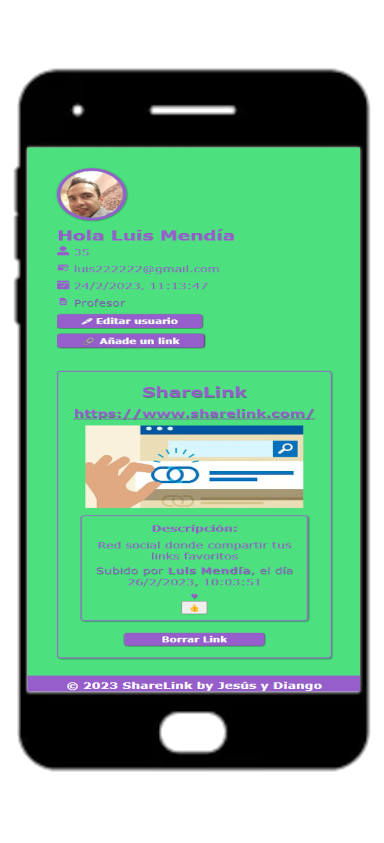 Hola Luis Mendía
35
luis222222@gmail.com
24/2/2023, 11:13:47
Profesor
Editar usuario
Añade un link
ShareLink
https://www.sharelink.com/
Descripción:
Red social donde compartir tus
links favoritos
Subido por Luis Mendía, el día
26/2/2023, 10:03:51
Borrar Link
© 2023 ShareLink by Jesús y Diango